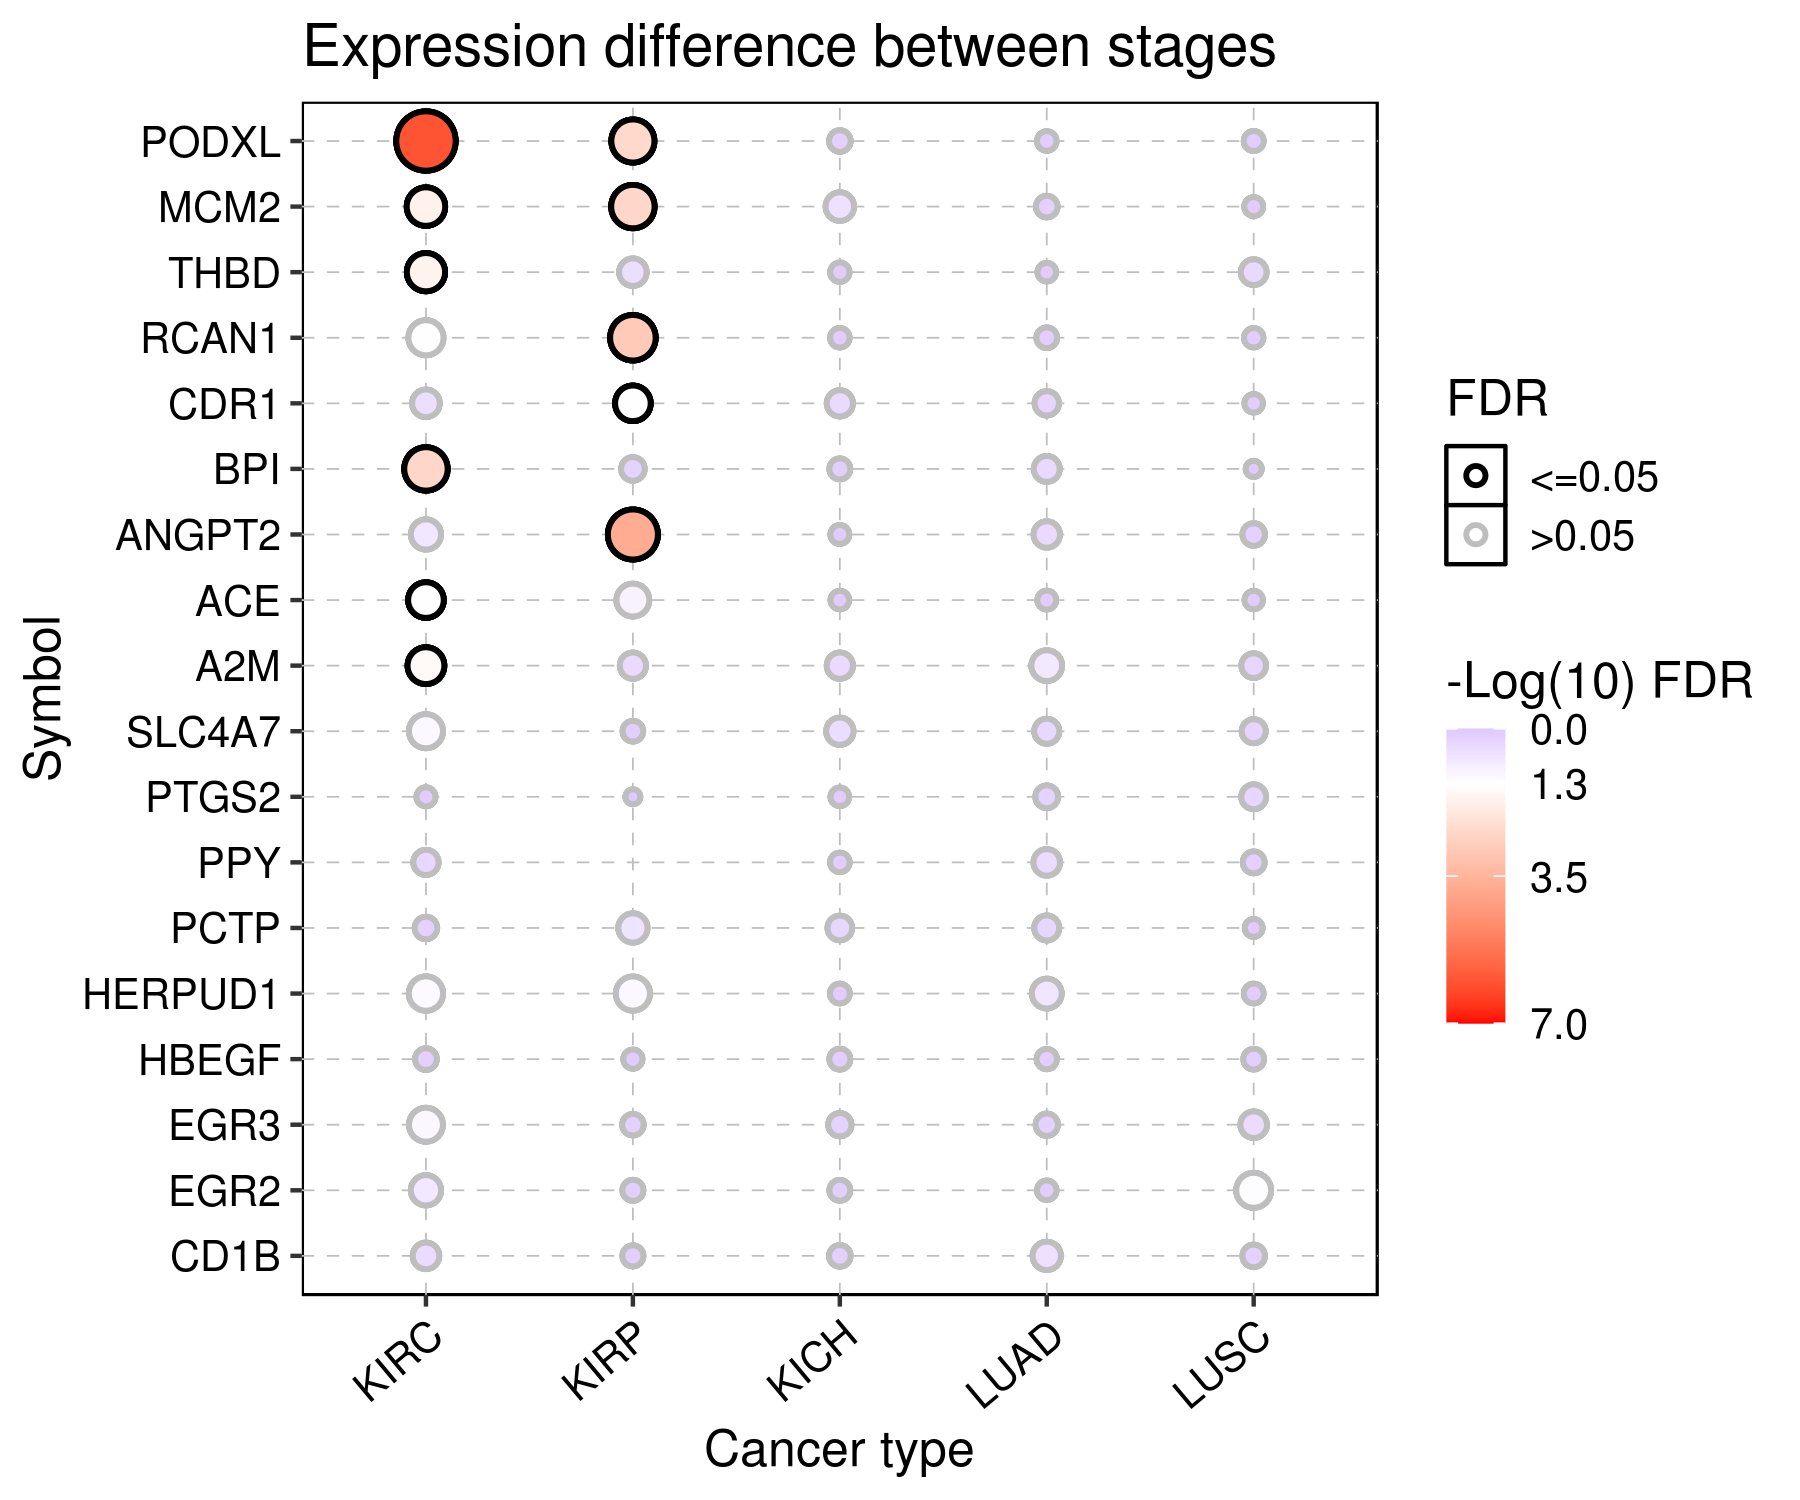 Expression difference between stages
Symbol
PODXL
MCM2
THBD
RCAN1
CDR1
BPI
ANGPT2
ACE
A2M
SLC4A7
PTGS2
PPY
PCTP
HERPUD1
HBEGF
EGR3
EGR2
CD1B
KIRC
KIRP
KICH
LUAD
LUSC
Cancer type
FDR
<=0.05
>0.05
-Log(10) FDR
0.0
1.3
3.5
7.0